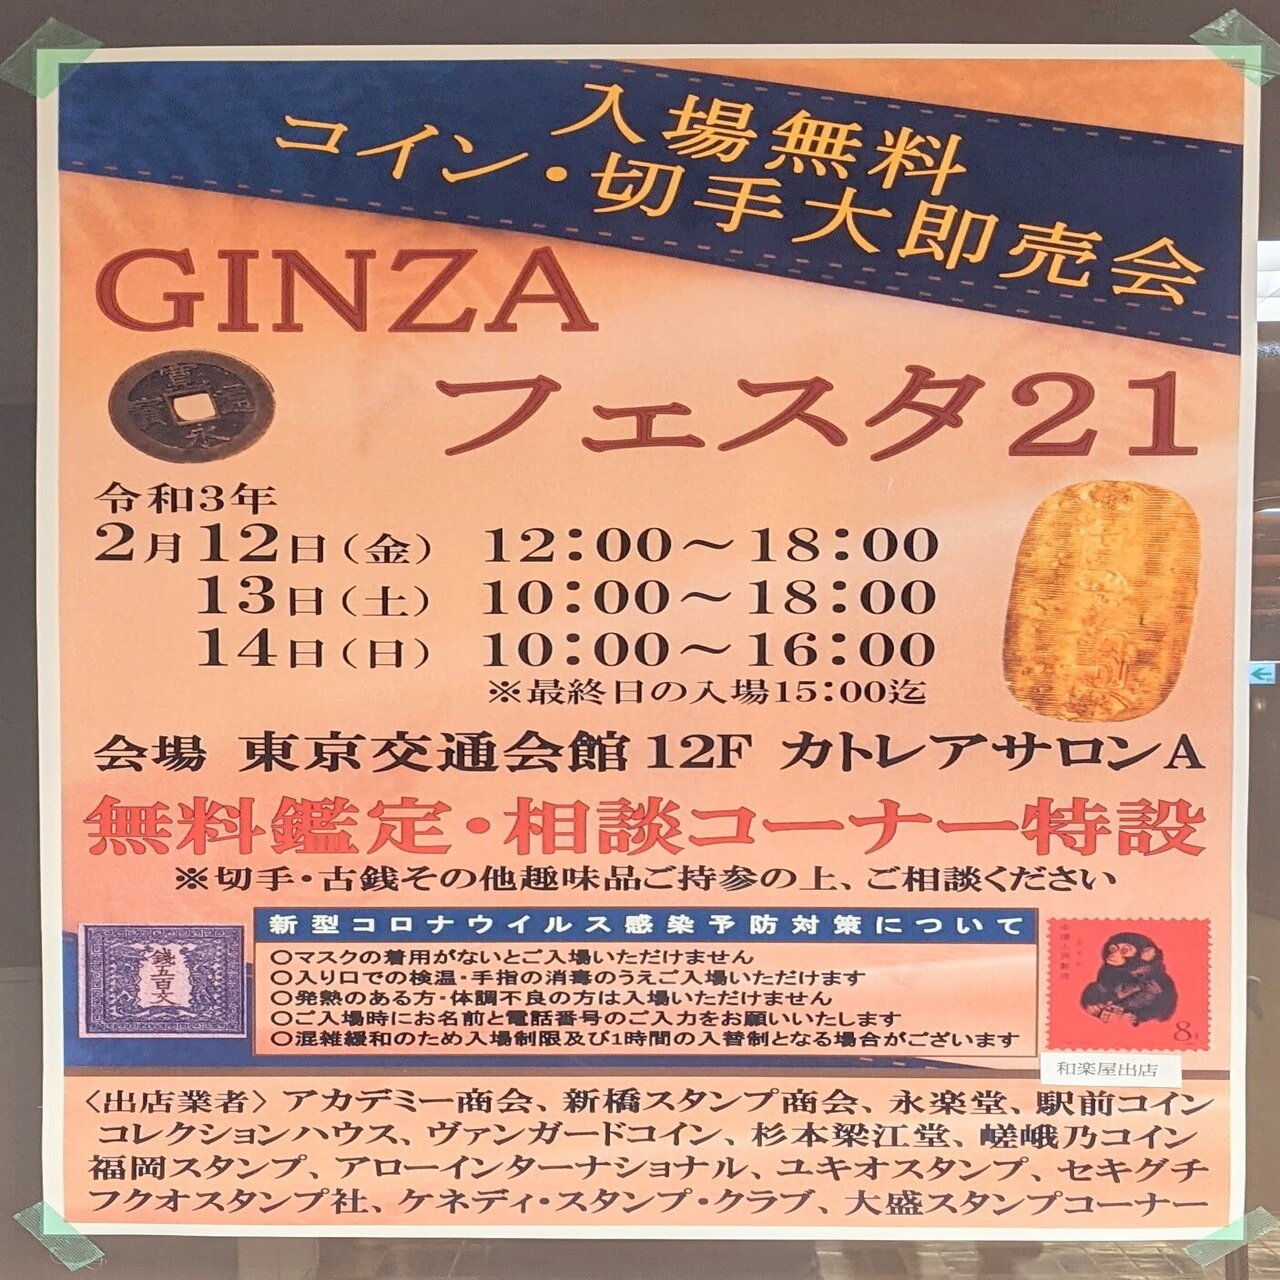 入場無料
コイン・切手大即売会
GINZA
フェスタ21
寛永通寳
令和3年
2月12日(金) 12:00～18:00
13日(土) 10:00～18:00
14日(日) 10:00～16:00
※最終日の入場15:00迄
会場 東京交通会館12F カトレアサロンA
無料鑑定・相談コーナー特設
※切手・古銭その他趣味品ご持参の上、ご相談ください
新型コロナウイルス感染予防対策について
○マスクの着用がないとご入場いただけません
○入り口での検温・手指の消毒のうえご入場いただけます
○発熱のある方・体調不良の方は入場いただけません
○ご入場時にお名前と電話番号のご入力をお願いいたします
○混雑緩和のため入場制限及び1時間の入替制となる場合がございます
銭五百文
中国人民邮政
8分
和楽屋出店
〈出店業者〉アカデミー商会、新橋スタンプ商会、永楽堂、駅前コイン
コレクションハウス、ヴァンガードコイン、杉本梁江堂、嵯峨乃コイン
福岡スタンプ、アローインターナショナル、ユキオスタンプ、セキグチ
フクオスタンプ社、ケネディ・スタンプ・クラブ、大盛スタンプコーナー